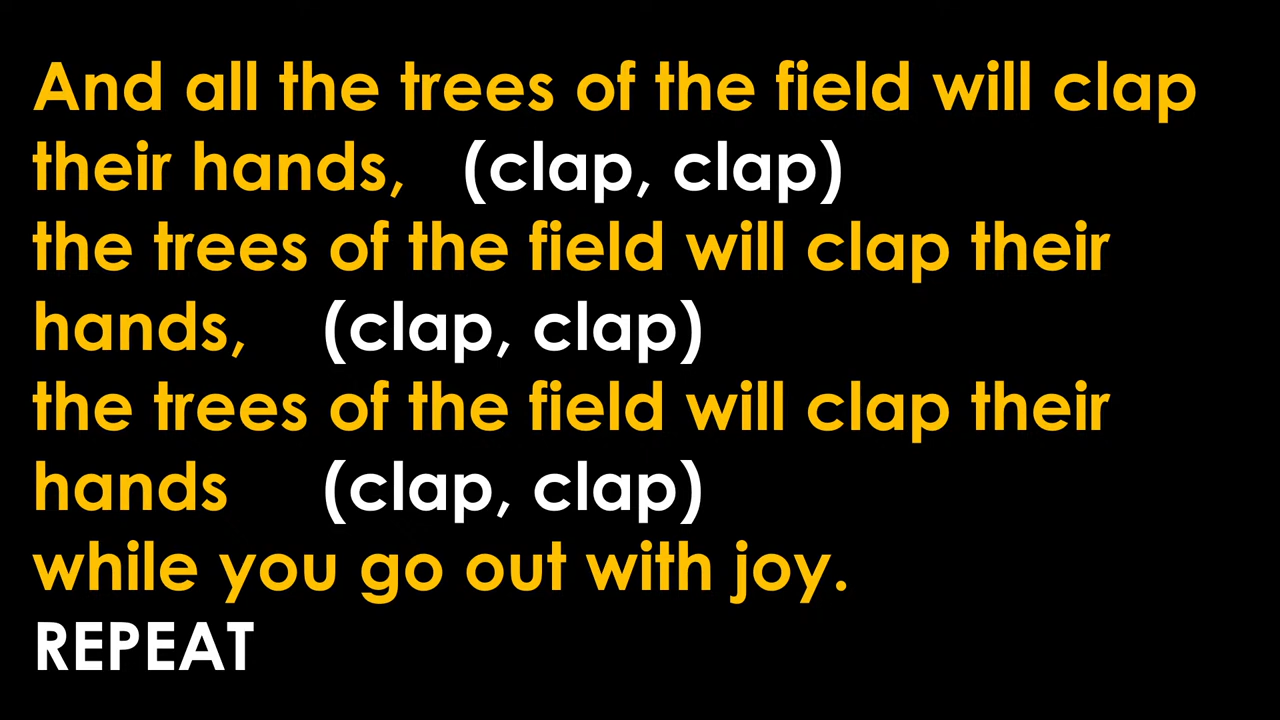 And all the trees of the field will clap
their hands, (clap, clap)
the trees of the field will clap their
hands, (clap, clap)
the trees of the field will clap their
hands (clap, clap)
while you go out with joy.
REPEAT